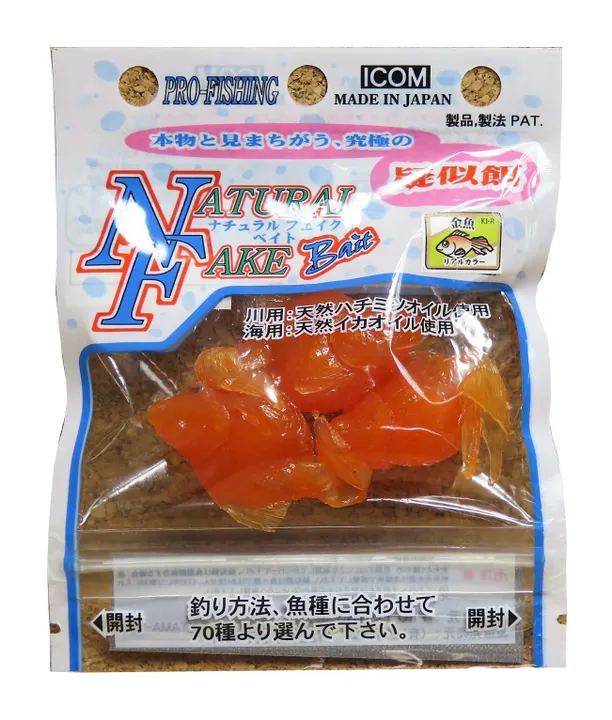 PRO-FISHING
ICOM
MADE IN JAPAN
製品,製法 PAT.
本物と見まちがう、究極の
疑似餌
NATURAL
ナチュラル フェイク
ベイト
FAKE Bait
金魚 KI-R
リアルカラー
川用:天然ハチミツオイル使用
海用:天然イカオイル使用
釣り方法、魚種に合わせて
70種より選んで下さい。
開封
開封